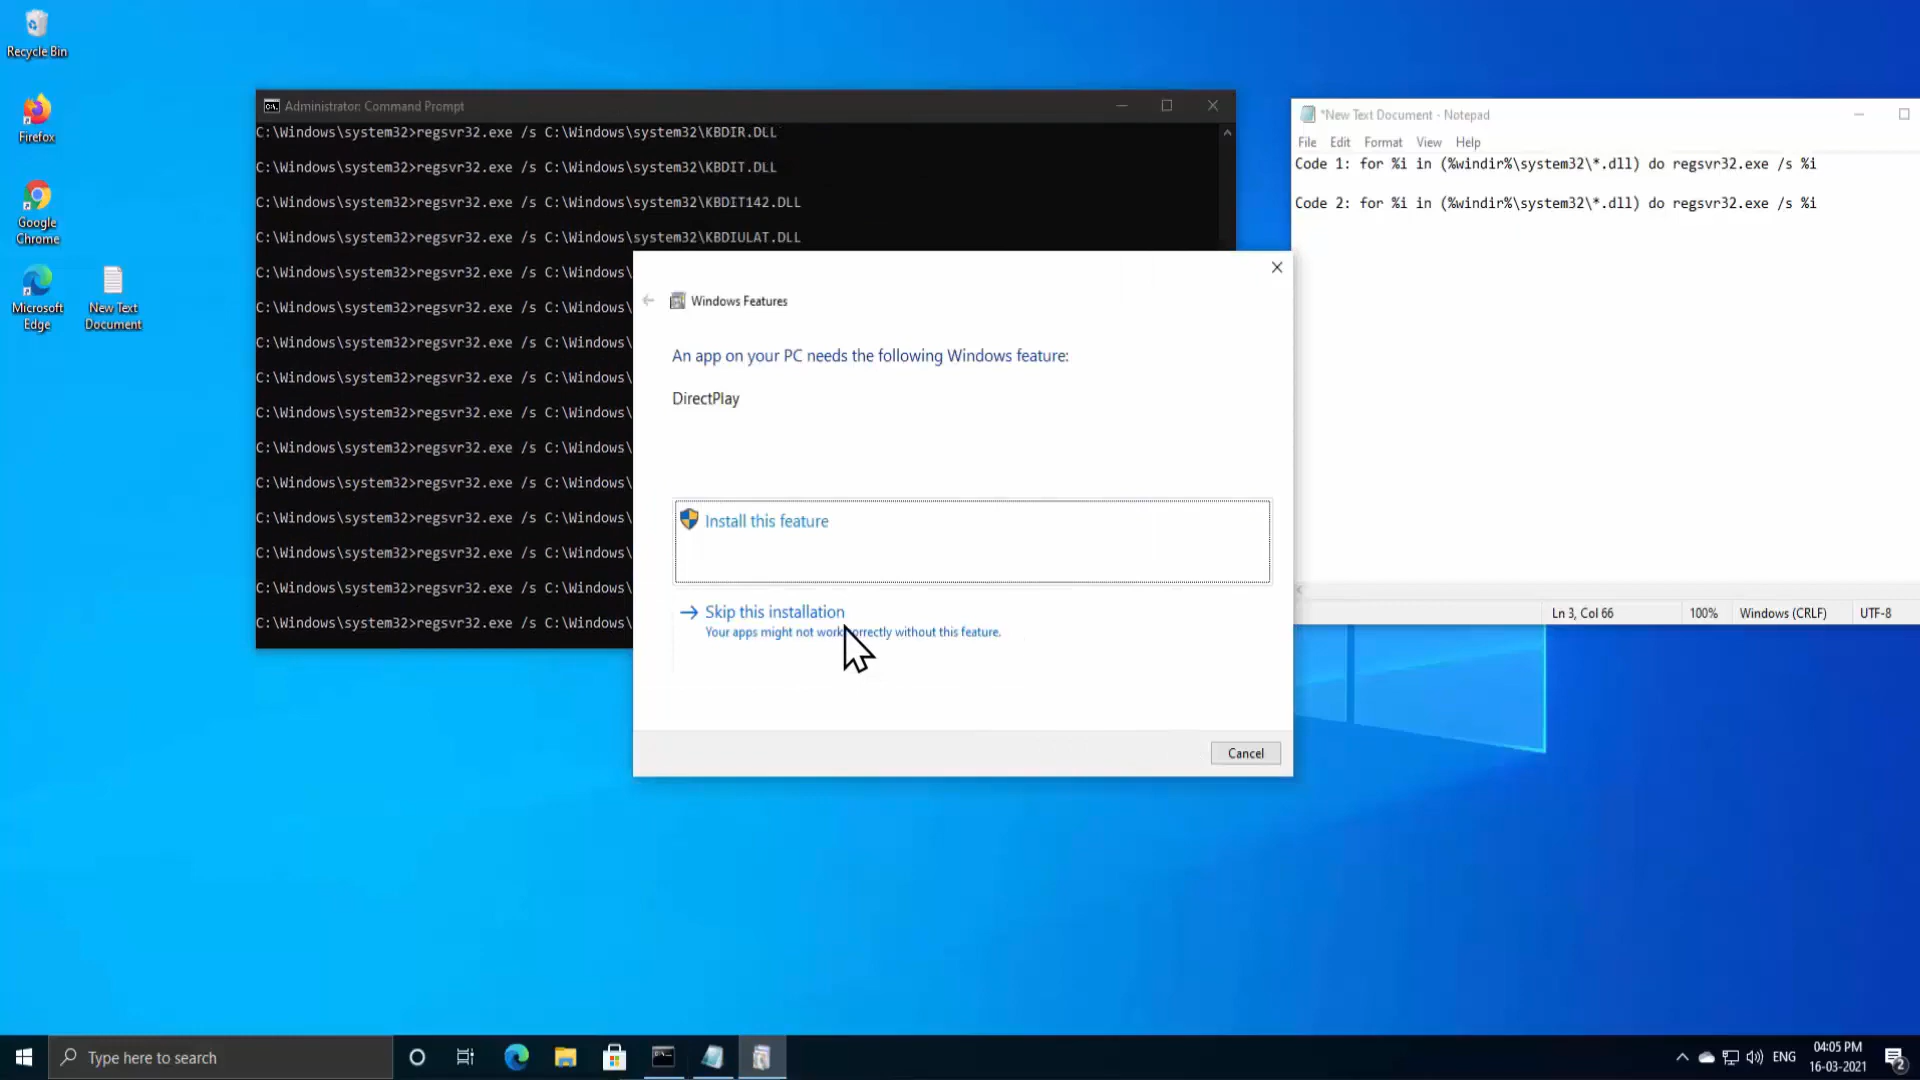 Recycle Bin
Firefox
Google
Chrome
Microsoft
Edge
New Text
Document
Administrator: Command Prompt
C:\Windows\system32>regsvr32.exe /s C:\Windows\system32\KBDIR.DLL
C:\Windows\system32>regsvr32.exe /s C:\Windows\system32\KBDIT.DLL
C:\Windows\system32>regsvr32.exe /s C:\Windows\system32\KBDIT142.DLL
C:\Windows\system32>regsvr32.exe /s C:\Windows\system32\KBDIULAT.DLL
C:\Windows\system32>regsvr32.exe /s C:\Windows\
C:\Windows\system32>regsvr32.exe /s C:\Windows\
C:\Windows\system32>regsvr32.exe /s C:\Windows\
C:\Windows\system32>regsvr32.exe /s C:\Windows\
C:\Windows\system32>regsvr32.exe /s C:\Windows\
C:\Windows\system32>regsvr32.exe /s C:\Windows\
C:\Windows\system32>regsvr32.exe /s C:\Windows\
C:\Windows\system32>regsvr32.exe /s C:\Windows\
C:\Windows\system32>regsvr32.exe /s C:\Windows\
C:\Windows\system32>regsvr32.exe /s C:\Windows\
C:\Windows\system32>regsvr32.exe /s C:\Windows\
*New Text Document - Notepad
File Edit Format View Help
Code 1: for %i in (%windir%\system32\*.dll) do regsvr32.exe /s %i
Code 2: for %i in (%windir%\system32\*.dll) do regsvr32.exe /s %i
Ln 3, Col 66 100% Windows (CRLF) UTF-8
Windows Features
An app on your PC needs the following Windows feature:
DirectPlay
Install this feature
Skip this installation
Your apps might not work correctly without this feature.
Cancel
Type here to search
ENG
04:05 PM
16-03-2021
2